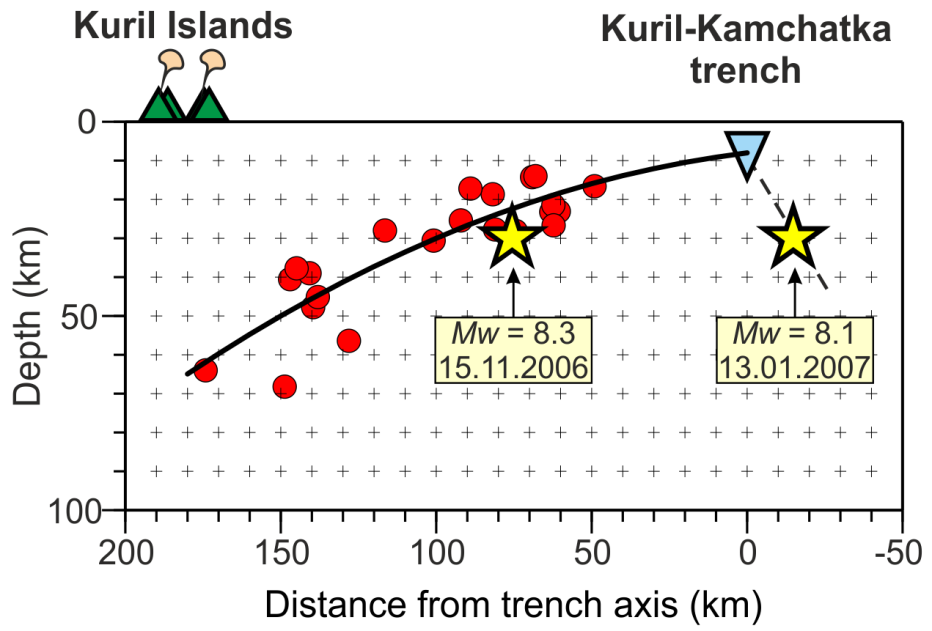 Kuril Islands
Kuril-Kamchatka
trench
0
50
100
Depth (km)
Mw = 8.3
15.11.2006
Mw = 8.1
13.01.2007
200 150 100 50 0 -50
Distance from trench axis (km)